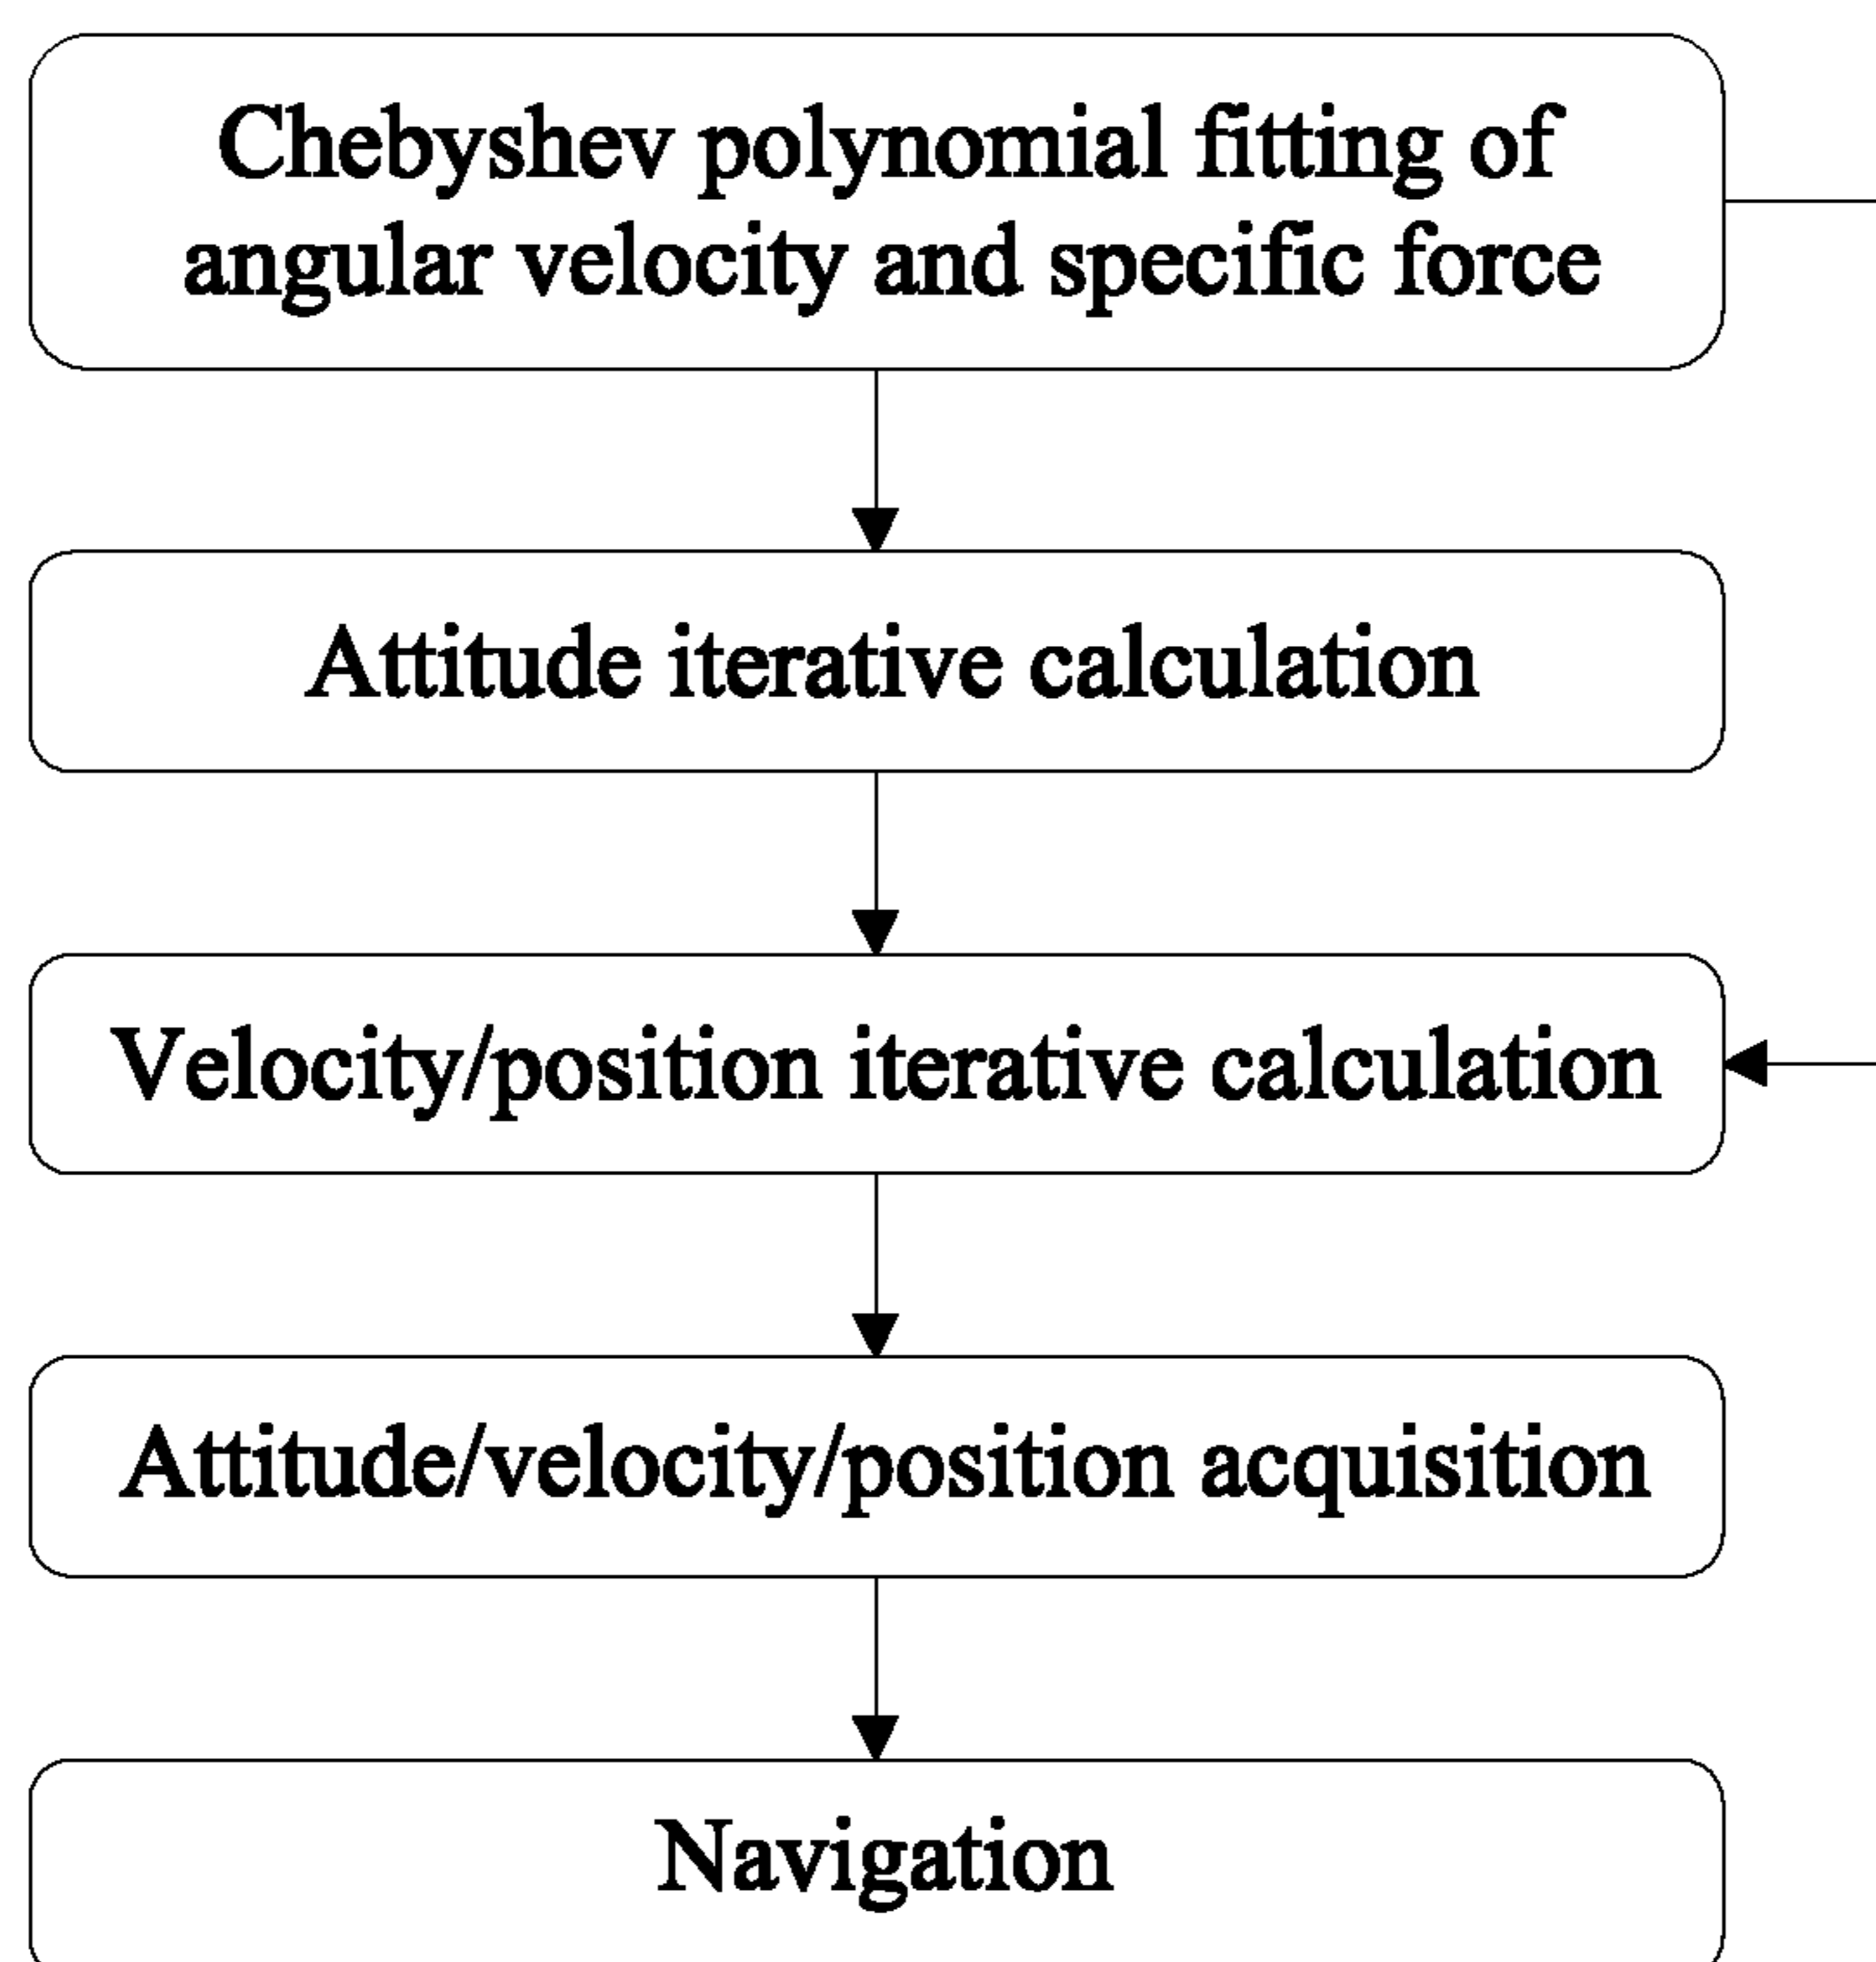 Chebyshev polynomial fitting of
angular velocity and specific force
Attitude iterative calculation
Velocity/position iterative calculation
Attitude/velocity/position acquisition
Navigation